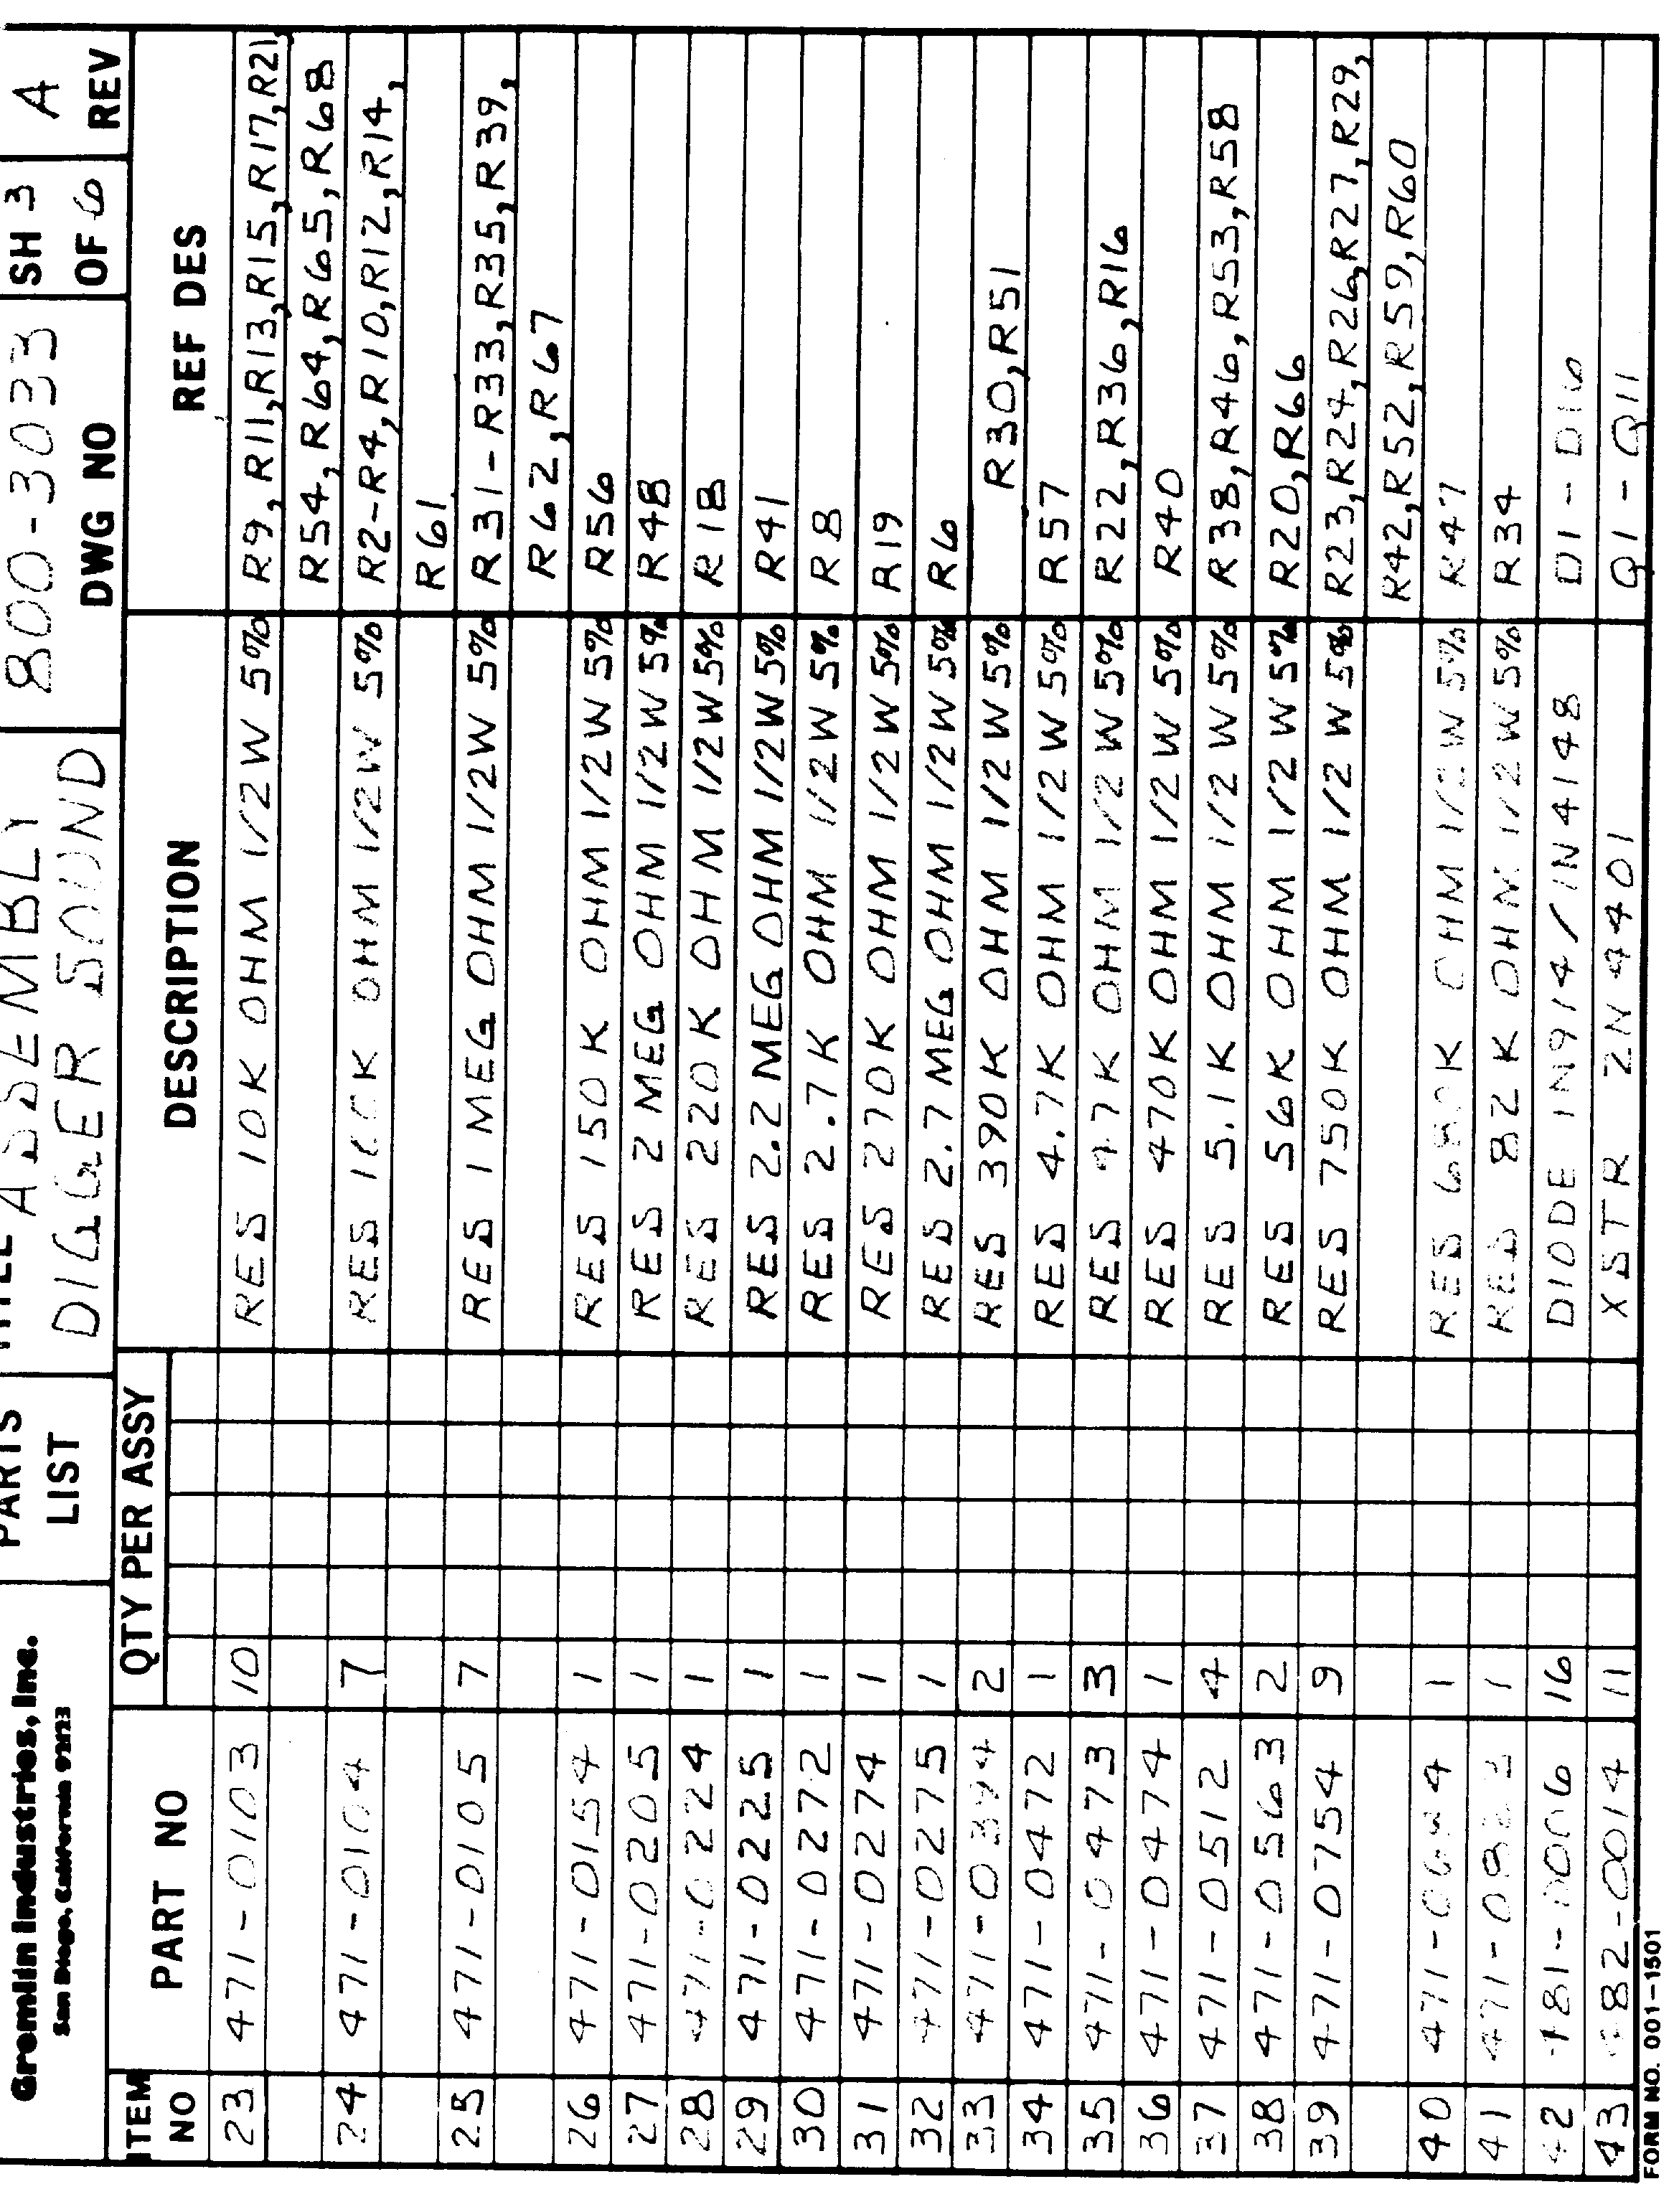 Gremlin Industries, Inc.
San Diego, California 92123
PARTS LIST
TITLE ASSEMBLY
DIGGER SOUND
800-3033
DWG NO
SH 3
OF 6
A
REV
ITEM NO PART NO QTY PER ASSY DESCRIPTION REF DES
23 471-0103 10 RES 10K OHM 1/2W 5% R9,R11,R13,R15,R17,R21,
R54,R64,R65,R68
24 471-0104 7 RES 100K OHM 1/2W 5% R2-R4,R10,R12,R14,
R61
25 471-0105 7 RES 1 MEG OHM 1/2W 5% R31-R33,R35,R39,
R62,R67
26 471-0154 1 RES 150K OHM 1/2W 5% R56
27 471-0205 1 RES 2 MEG OHM 1/2W 5% R48
28 471-0224 1 RES 220K OHM 1/2W 5% R18
29 471-0225 1 RES 2.2 MEG OHM 1/2W 5% R41
30 471-0272 1 RES 2.7K OHM 1/2W 5% R8
31 471-0274 1 RES 270K OHM 1/2W 5% R19
32 471-0275 1 RES 2.7 MEG OHM 1/2W 5% R6
33 471-0394 2 RES 390K OHM 1/2W 5% R30,R51
34 471-0472 1 RES 4.7K OHM 1/2W 5% R57
35 471-0473 3 RES 47K OHM 1/2W 5% R22,R36,R16
36 471-0474 1 RES 470K OHM 1/2W 5% R40
37 471-0512 4 RES 5.1K OHM 1/2W 5% R38,R46,R53,R58
38 471-0563 2 RES 56K OHM 1/2W 5% R20,R66
39 471-0754 9 RES 750K OHM 1/2W 5% R23,R24,R26,R27,R29,
R42,R52,R59,R60
40 471-0684 1 RES 680K OHM 1/2W 5% R47
41 471-0823 1 RES 82K OHM 1/2W 5% R34
42 481-0006 16 DIODE 1N914/1N4148 D1-D16
43 482-0014 11 XSTR 2N4401 Q1-Q11
FORM NO. 001-1501